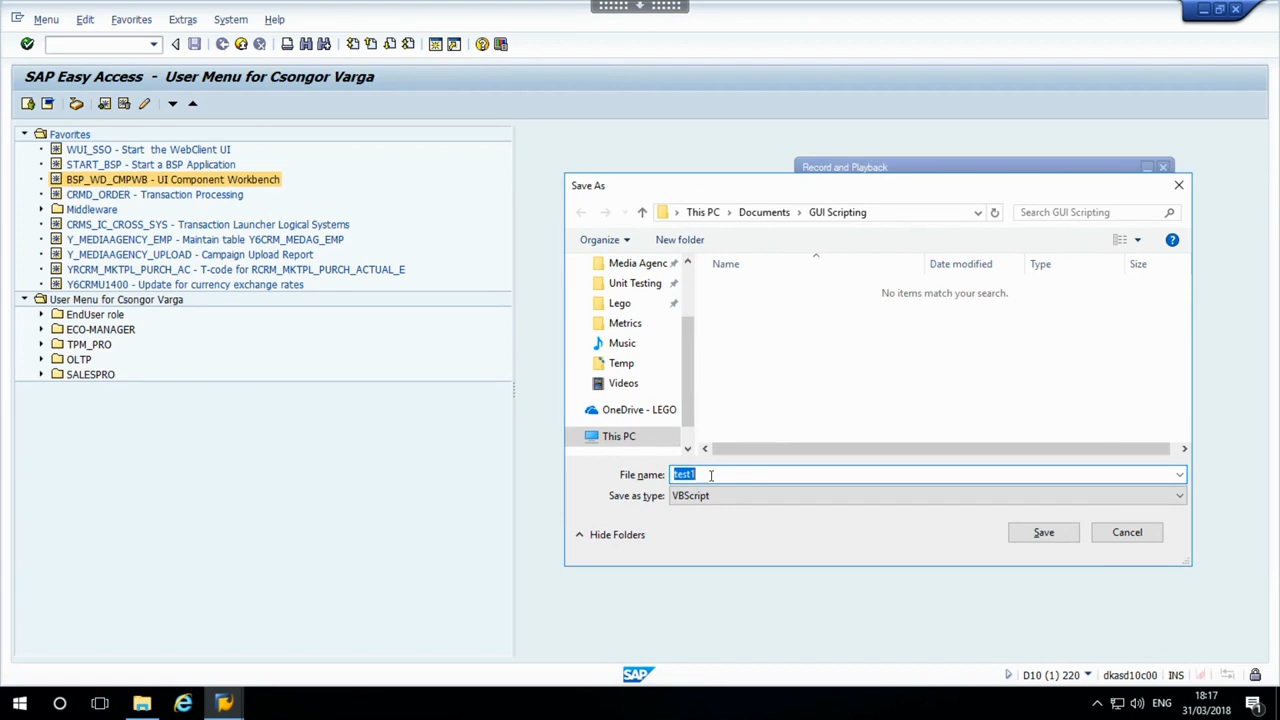 Menu Edit Favorites Extras System Help
SAP Easy Access - User Menu for Csongor Varga
Favorites
WUI_SSO - Start the WebClient UI
START_BSP - Start a BSP Application
BSP_WD_CMPWB - UI Component Workbench
CRMD_ORDER - Transaction Processing
Middleware
CRMS_IC_CROSS_SYS - Transaction Launcher Logical Systems
Y_MEDIAAGENCY_EMP - Maintain table Y6CRM_MEDAG_EMP
Y_MEDIAAGENCY_UPLOAD - Campaign Upload Report
YRCRM_MKTPL_PURCH_AC - T-code for RCRM_MKTPL_PURCH_ACTUAL_E
Y6CRMU1400 - Update for currency exchange rates
User Menu for Csongor Varga
EndUser role
ECO-MANAGER
TPM_PRO
OLTP
SALESPRO
Record and Playback
Save As
This PC Documents GUI Scripting
Search GUI Scripting
Organize New folder
Name Date modified Type Size
No items match your search.
Media Agenc
Unit Testing
Lego
Metrics
Music
Temp
Videos
OneDrive - LEGO
This PC
File name: test1
Save as type: VBScript
Hide Folders
Save Cancel
SAP
D10 (1) 220 dkasd10c00 INS
ENG
18:17
31/03/2018
1